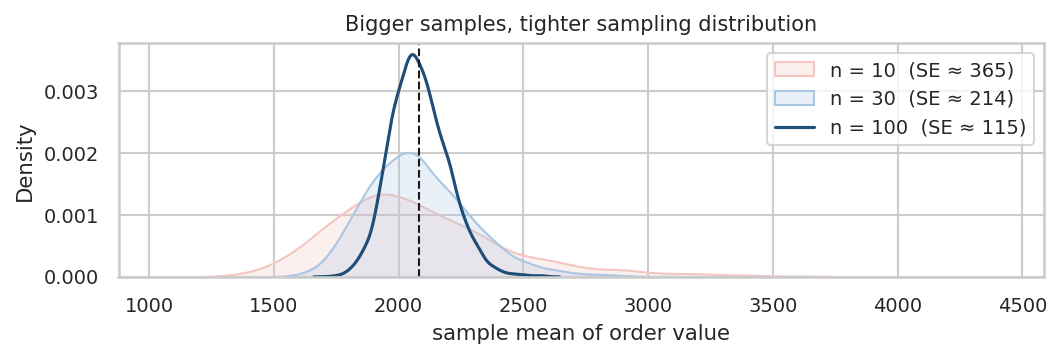 Bigger samples, tighter sampling distribution
n = 10  (SE ≈ 365)
n = 30  (SE ≈ 214)
n = 100  (SE ≈ 115)
Density
0.003
0.002
0.001
0.000
1000 1500 2000 2500 3000 3500 4000 4500
sample mean of order value